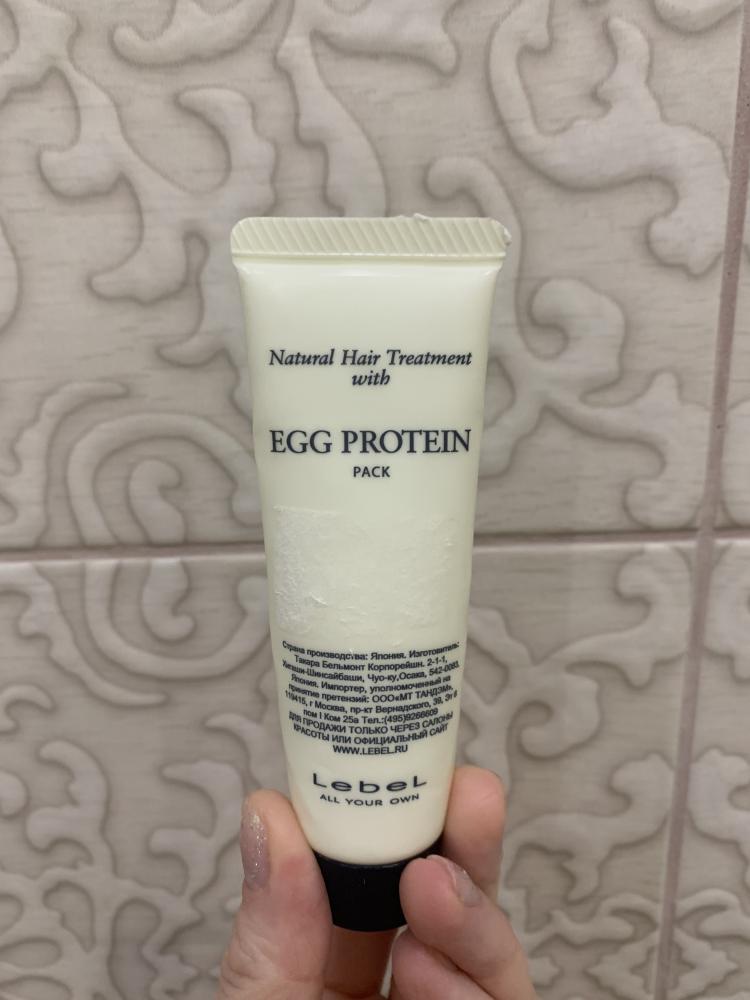 Natural Hair Treatment
with
EGG PROTEIN
PACK
Страна производства: Япония. Изготовитель:
Такара Бельмонт Корпорейшн. 2-1-1,
Хигаши-Шинсайбаши, Чуо-ку,Осака, 542-0083,
Япония. Импортер, уполномоченный на
принятие претензий: ООО«МТ ТАНДЭМ»,
119415, г Москва, пр-кт Вернадского, 39, Эт 6
пом I Ком 25а Тел.:(495)9266609
ДЛЯ ПРОДАЖИ ТОЛЬКО ЧЕРЕЗ САЛОНЫ
КРАСОТЫ ИЛИ ОФИЦИАЛЬНЫЙ САЙТ
WWW.LEBEL.RU
LebeL
ALL YOUR OWN